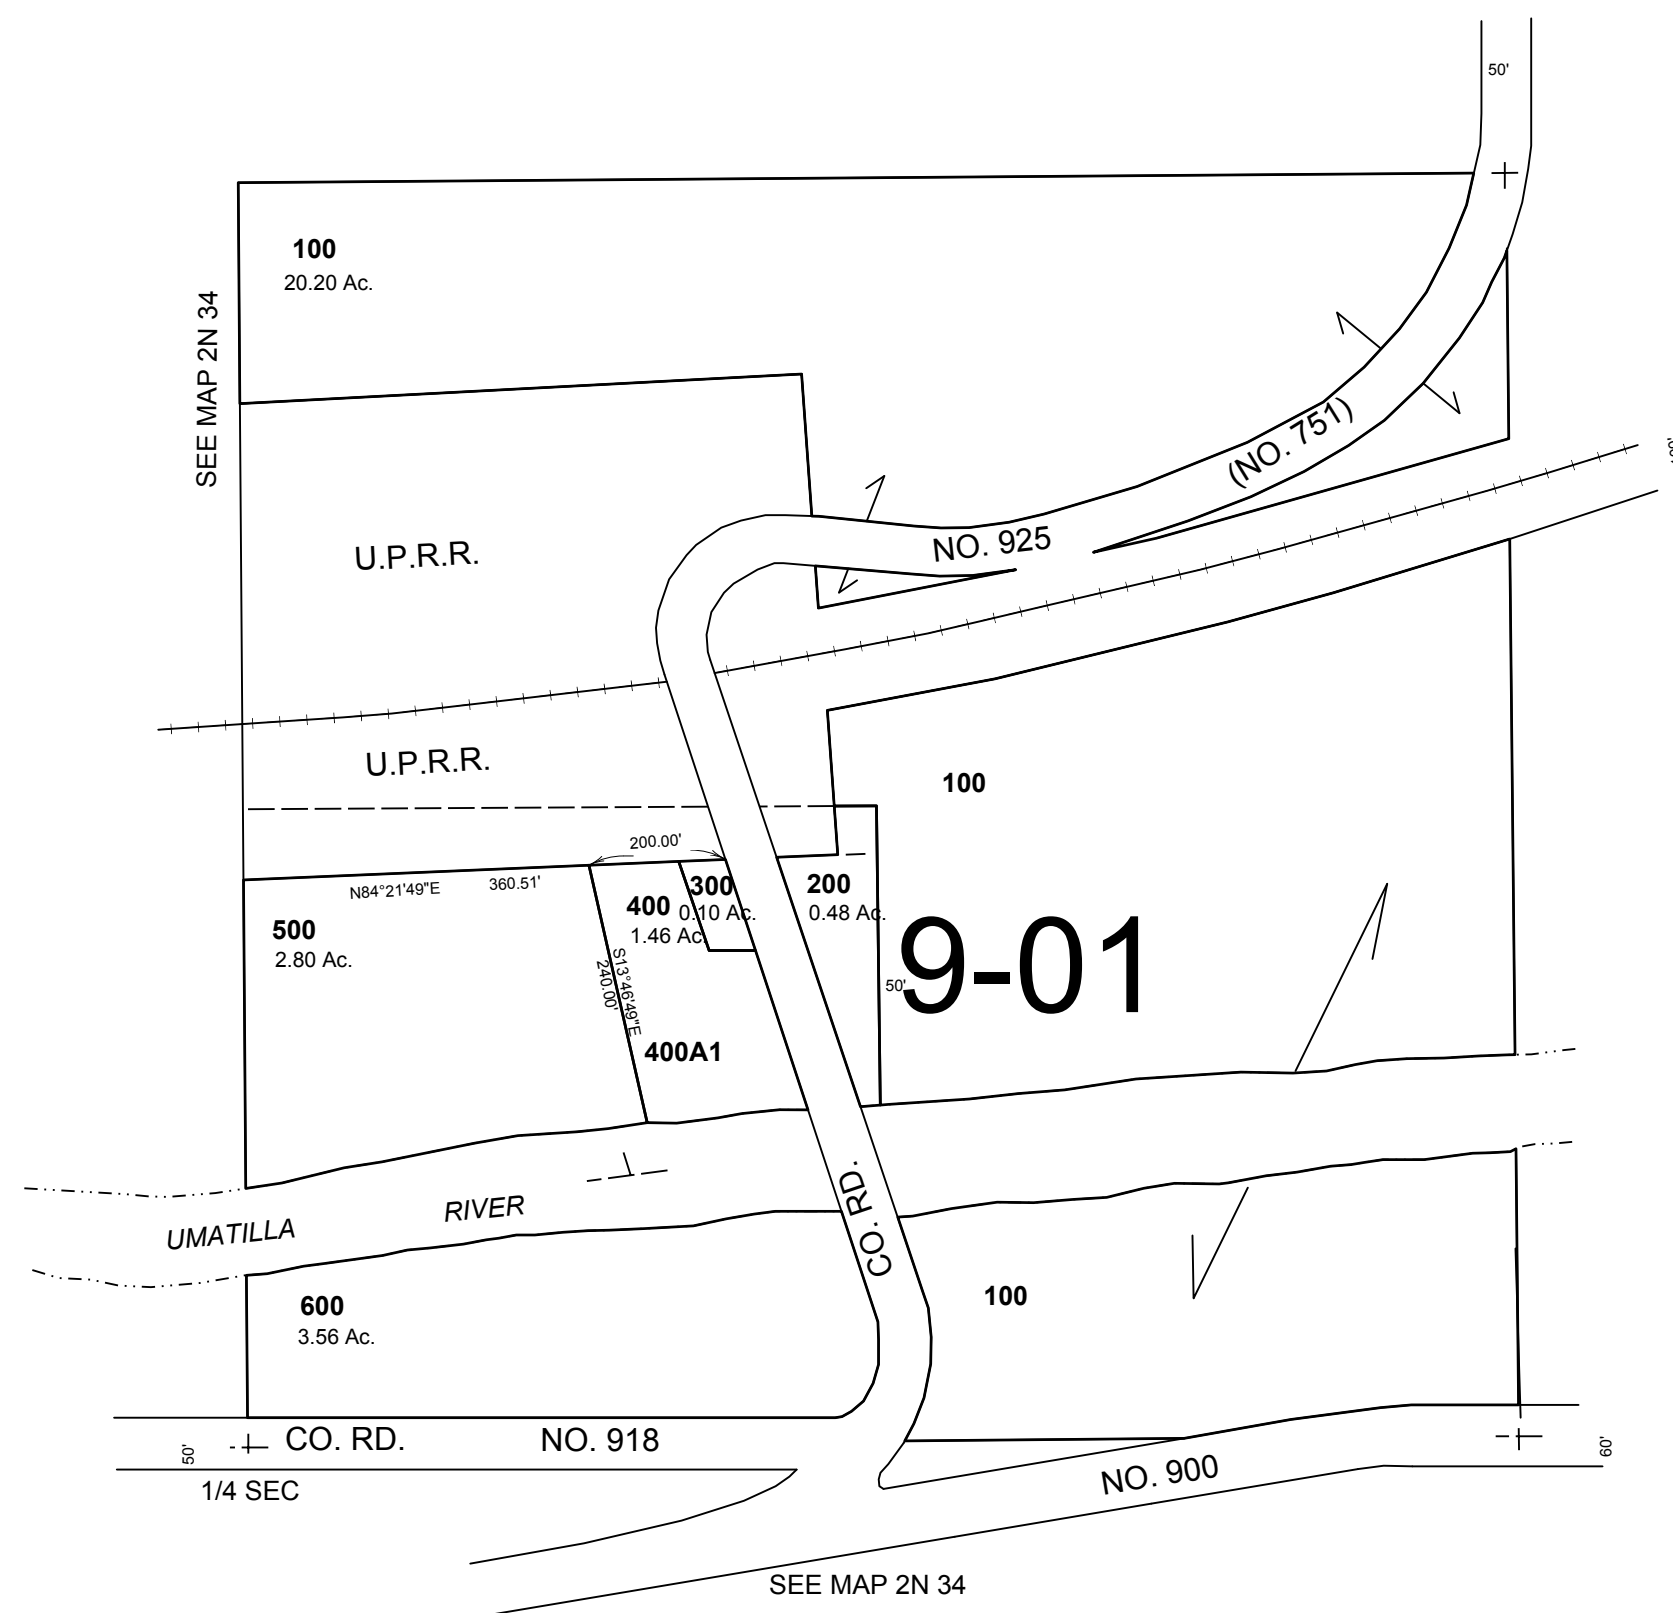 50'
100
20.20 Ac.
SEE MAP 2N 34
(NO. 751)
NO. 925
U.P.R.R.
U.P.R.R.
100
200.00'
N84°21'49"E
360.51'
300
0.10 Ac.
200
0.48 Ac.
400
1.46 Ac.
500
2.80 Ac.
S13°46'49"E
240.00'
50'
9-01
400A1
CO. RD.
UMATILLA
RIVER
600
3.56 Ac.
100
50'
CO. RD.
NO. 918
NO. 900
60'
1/4 SEC
SEE MAP 2N 34